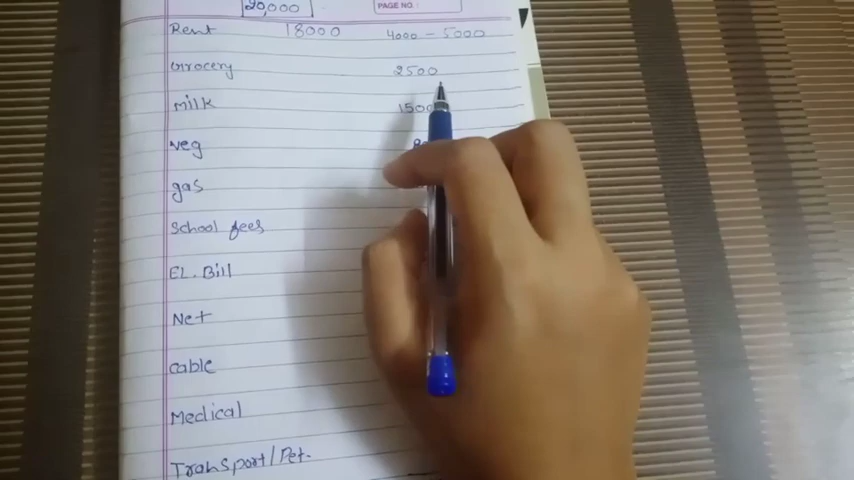 20,000
PAGE NO.
Rent 18000 4000 - 5000
Grocery 2500
Milk 1500
Veg
gas
School fees
EL. Bill
Net
Cable
Medical
Transport/Pet.